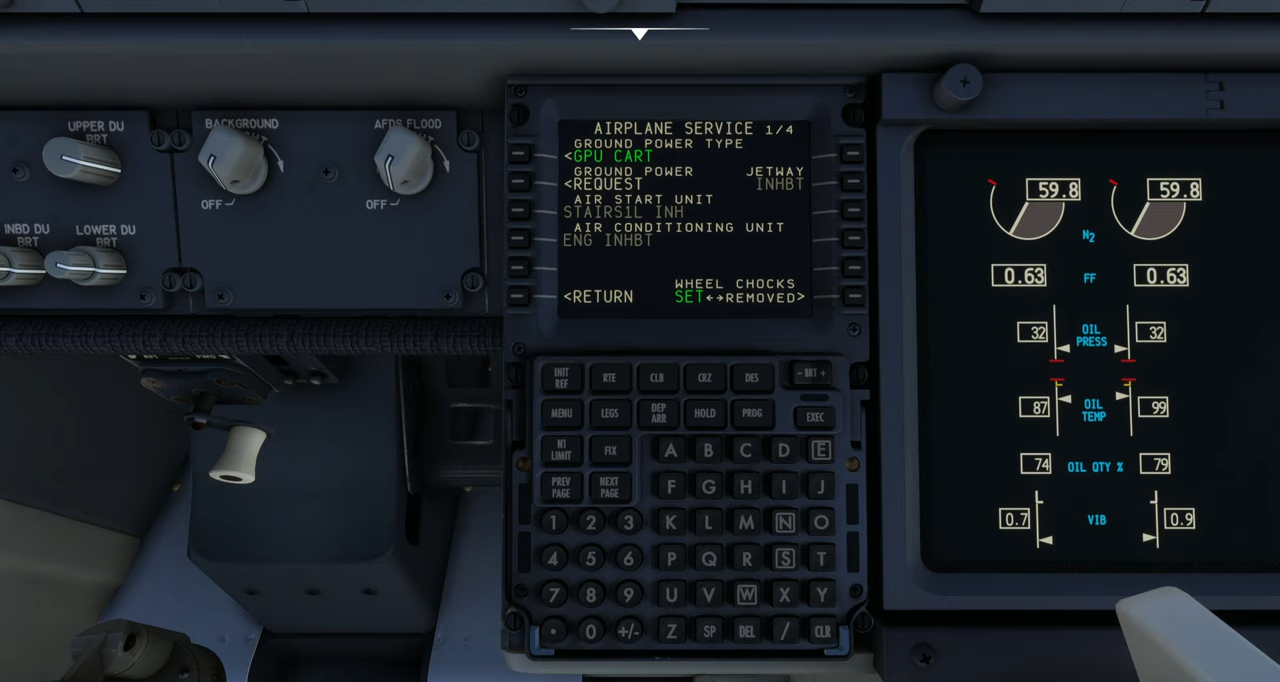 UPPER DU
BRT
BACKGROUND
OFF
AFDS FLOOD
OFF
INBD DU
BRT
LOWER DU
BRT
AIRPLANE SERVICE 1/4
GROUND POWER TYPE
<GPU CART
GROUND POWER JETWAY
<REQUEST INHBT
AIR START UNIT
STAIRS1L INH
AIR CONDITIONING UNIT
ENG INHBT
WHEEL CHOCKS
<RETURN SET←→REMOVED>
INIT REF
RTE
CLB
CRZ
DES
- BRT +
MENU
LEGS
DEP ARR
HOLD
PROG
EXEC
N1 LIMIT
FIX
A B C D E
PREV PAGE
NEXT PAGE
F G H I J
1 2 3 K L M N O
4 5 6 P Q R S T
7 8 9 U V W X Y
. 0 +/- Z SP DEL / CLR
59.8 59.8
N2
0.63 FF 0.63
32 OIL PRESS 32
87 OIL TEMP 99
74 OIL QTY % 79
0.7 VIB 0.9